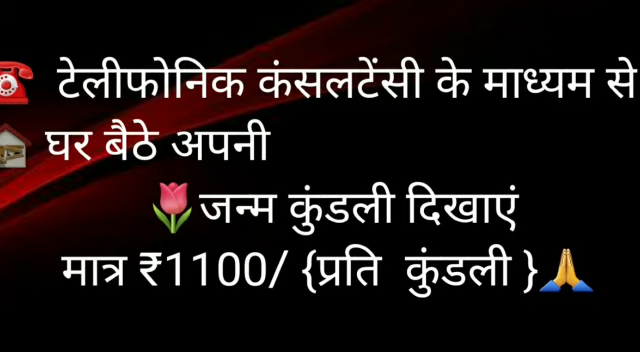 ☎️ टेलीफोनिक कंसलटेंसी के माध्यम से
🏠 घर बैठे अपनी
🌷जन्म कुंडली दिखाएं
मात्र ₹1100/ {प्रति कुंडली }🙏